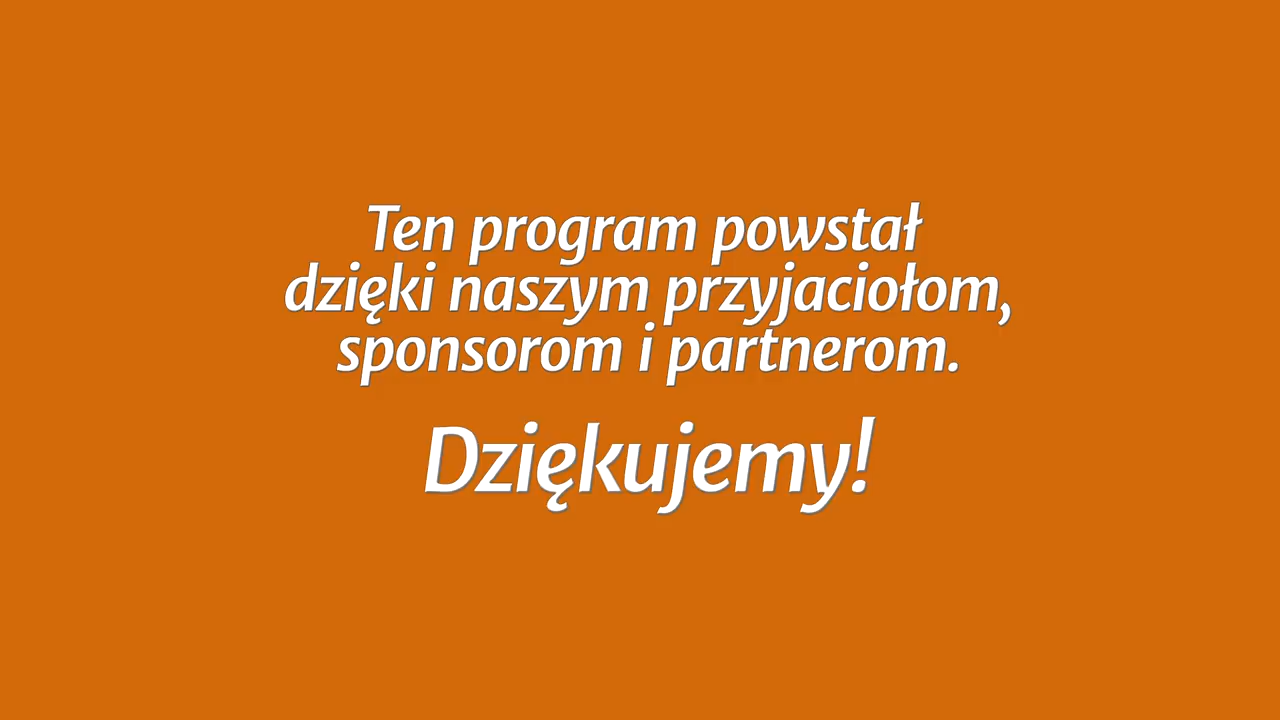 Ten program powstał
dzięki naszym przyjaciołom,
sponsorom i partnerom.
Dziękujemy!